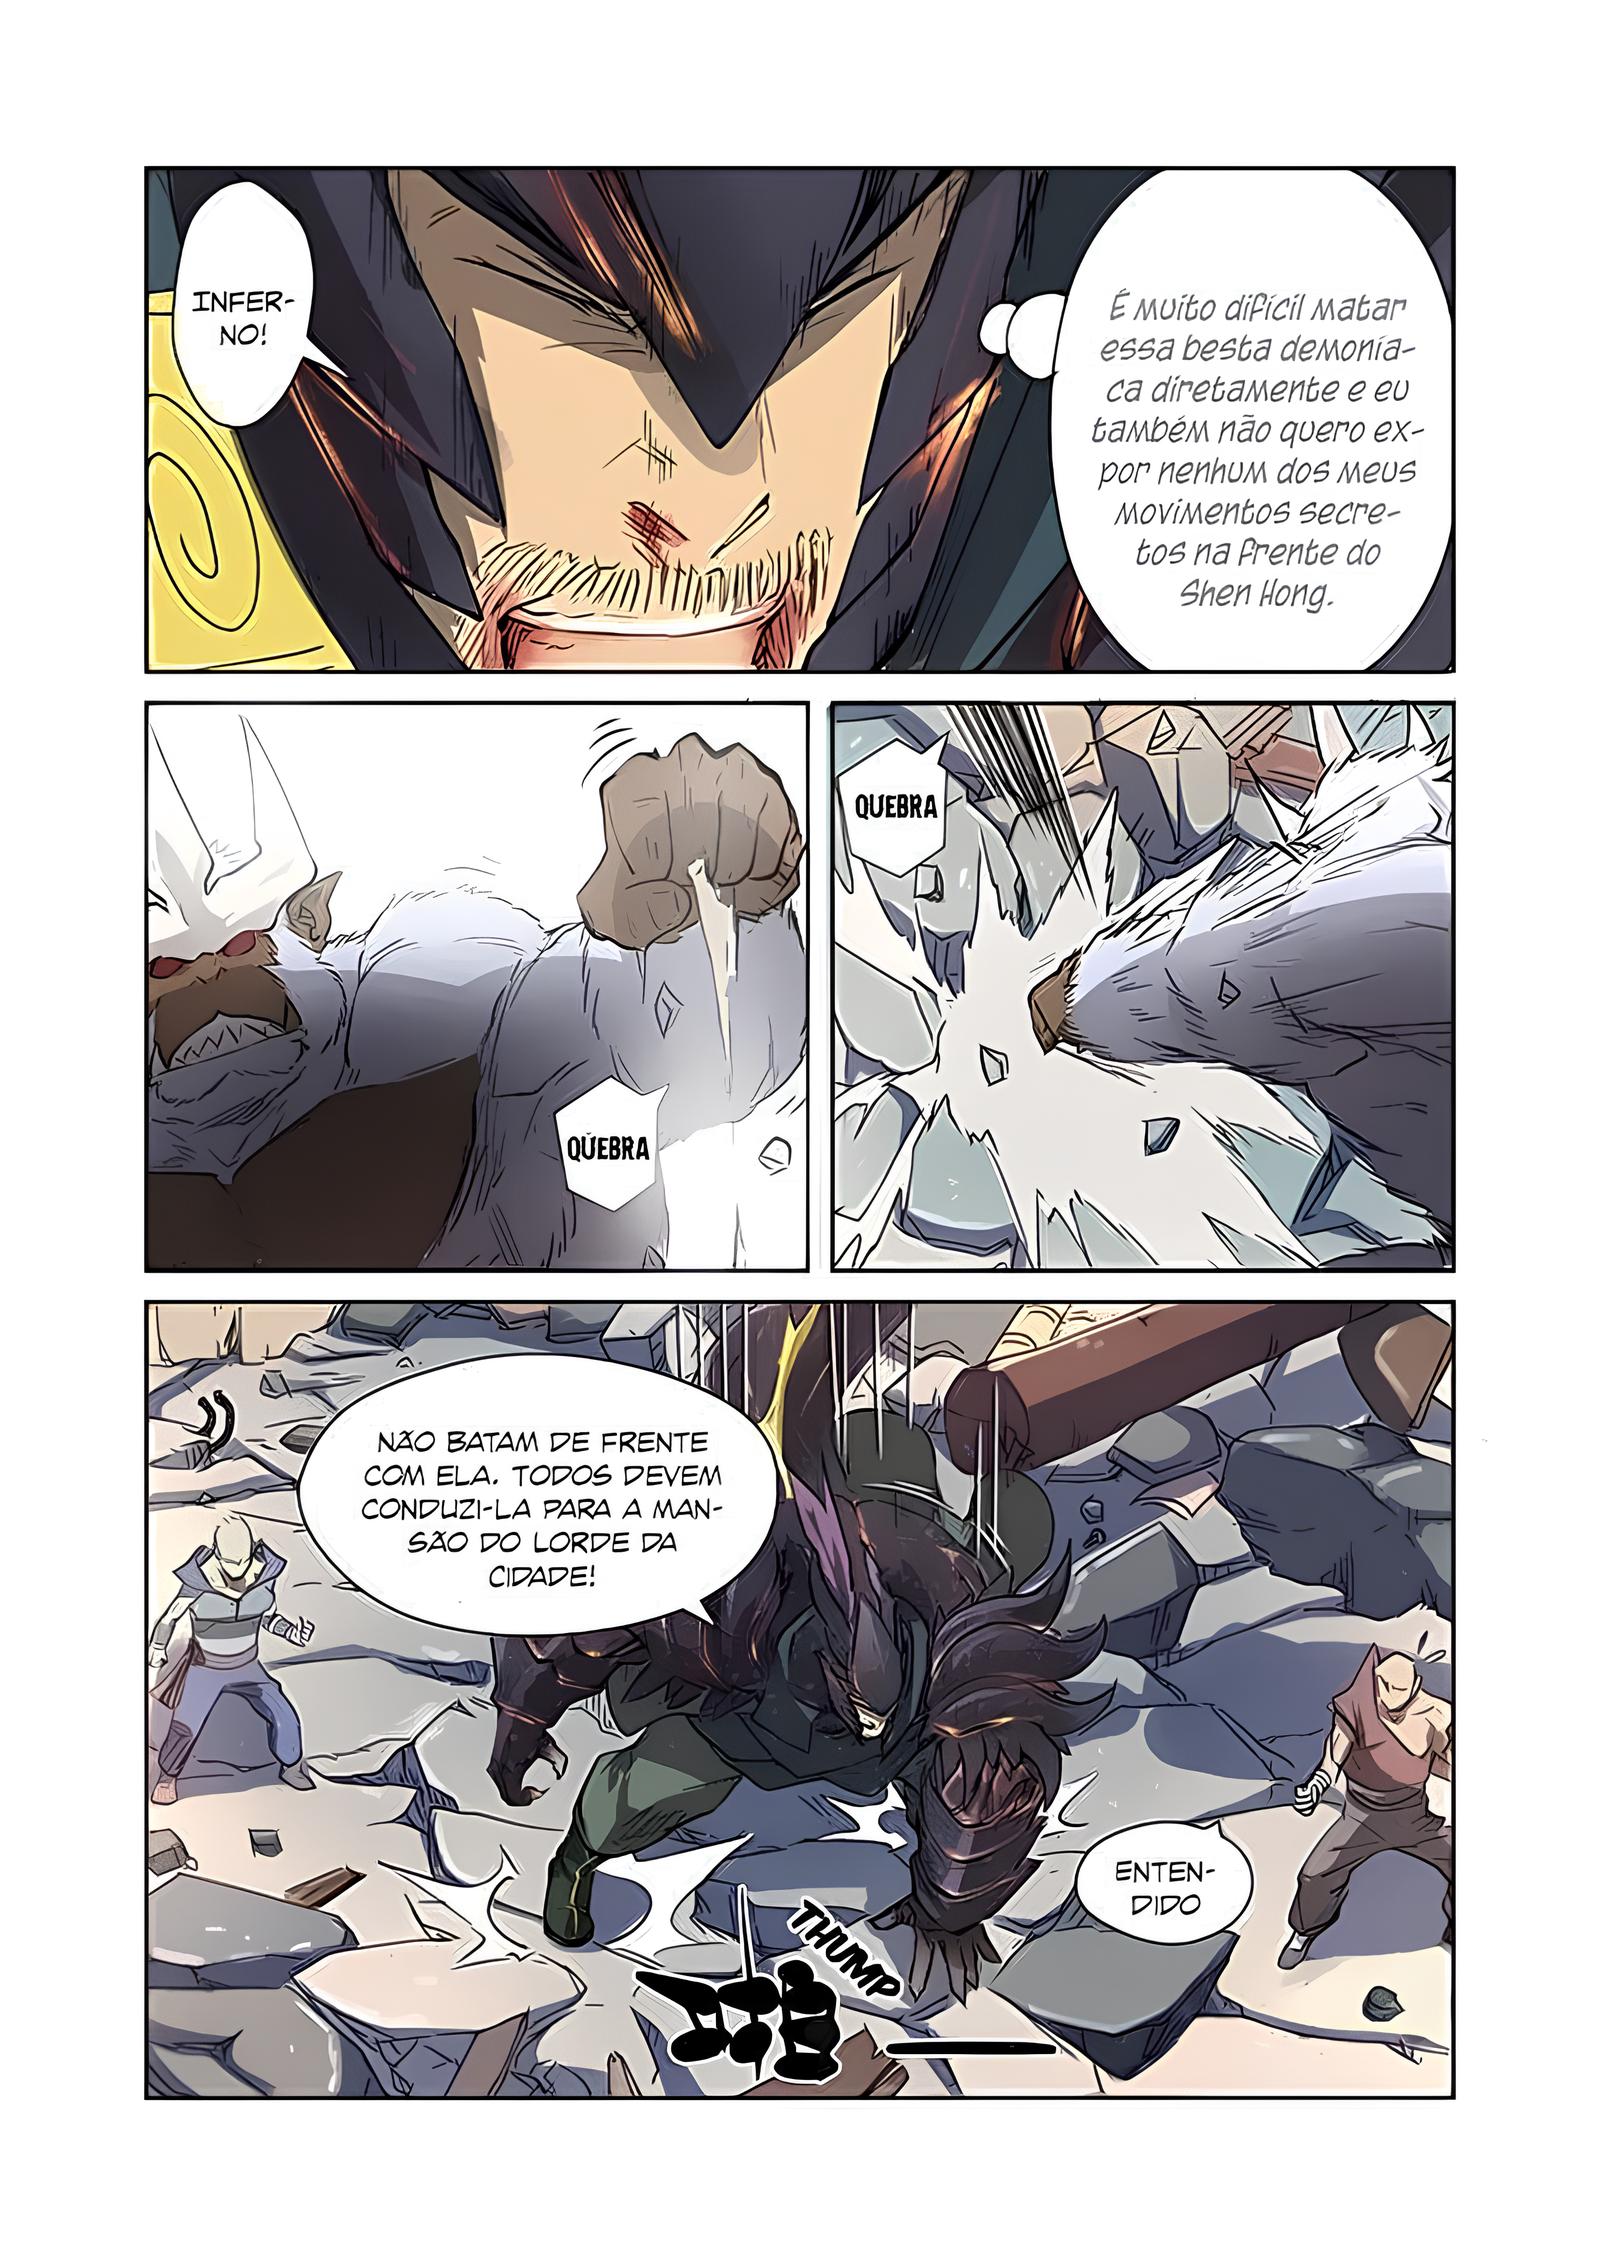 INFER-
NO!
É muito difícil matar
essa besta demonía-
ca diretamente e eu
também não quero ex-
por nenhum dos meus
movimentos secre-
tos na frente do
Shen Hong.
QUEBRA
QUEBRA
NÃO BATAM DE FRENTE
COM ELA. TODOS DEVEM
CONDUZI-LA PARA A MAN-
SÃO DO LORDE DA
CIDADE!
ENTEN-
DIDO
THUMP